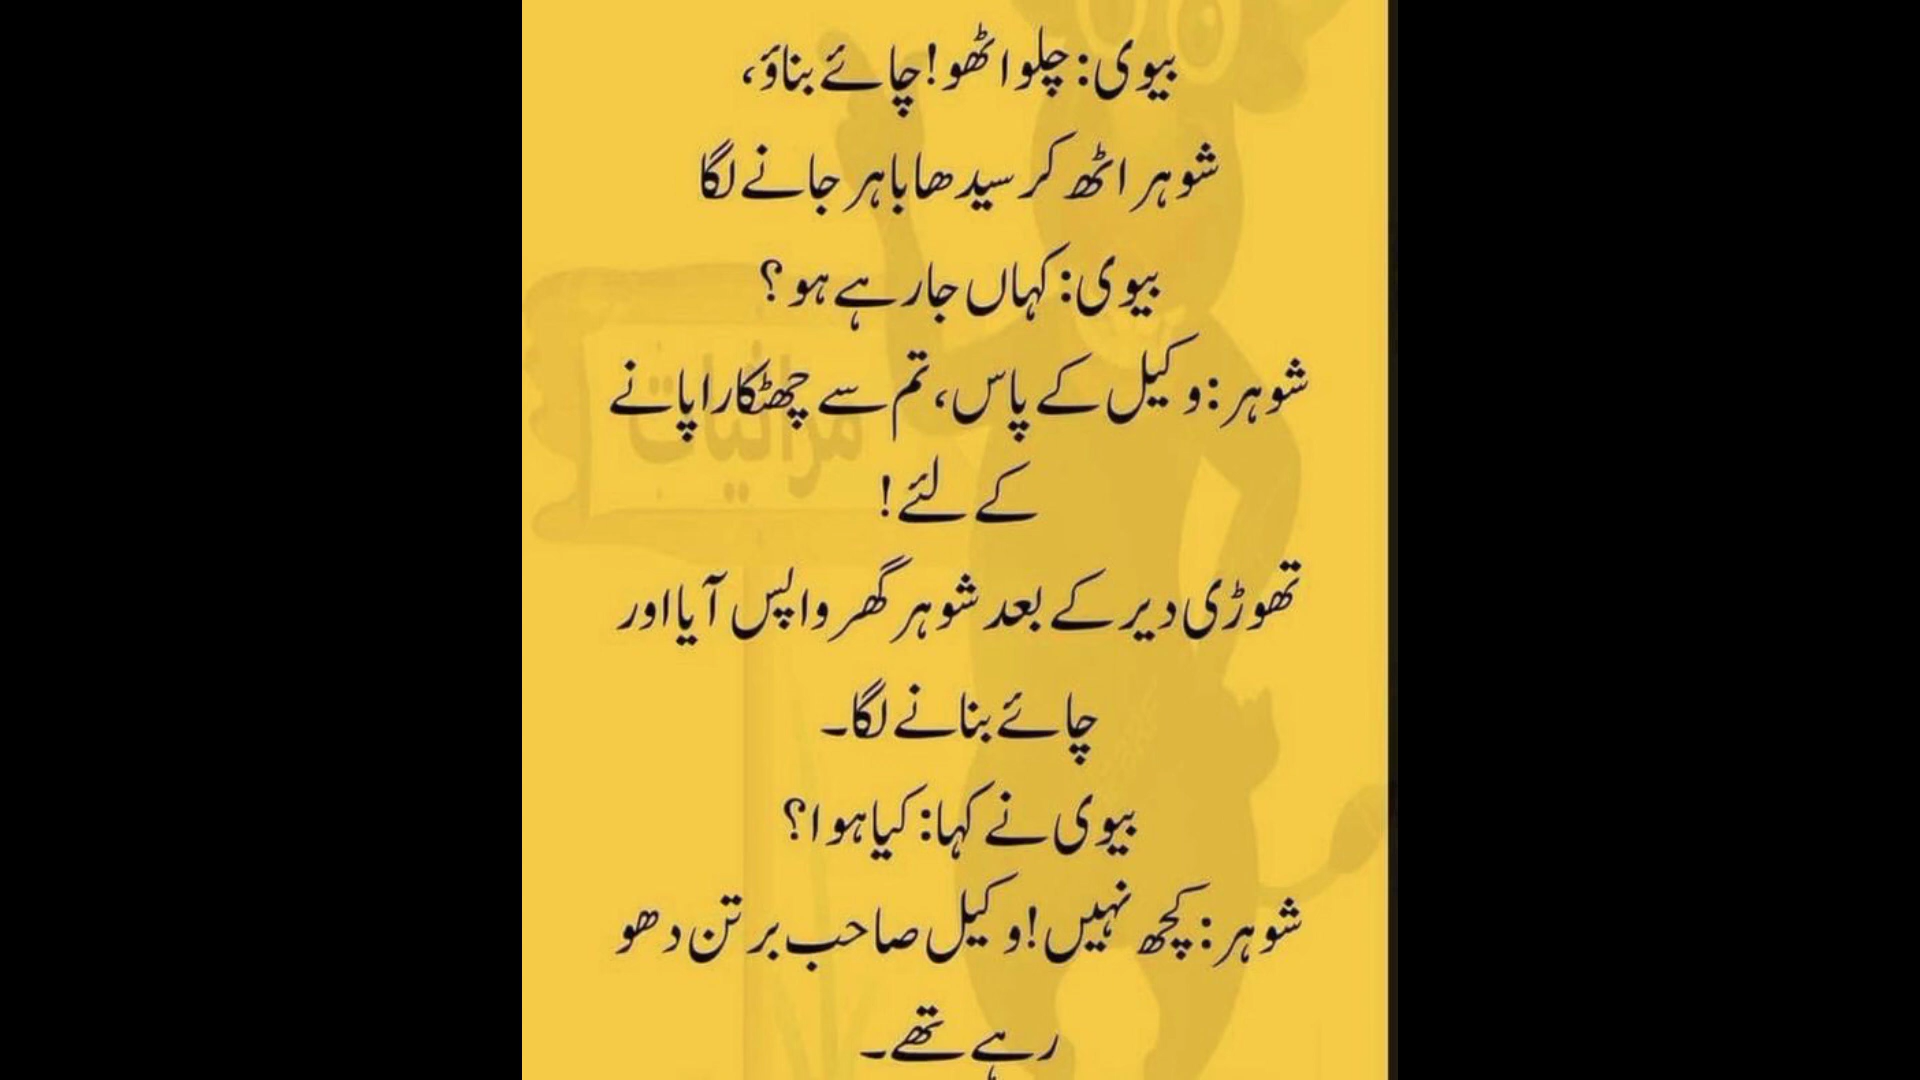 بیوی: چلو اٹھو! چائے بناؤ،
شوہر اٹھ کر سیدھا باہر جانے لگا
بیوی: کہاں جا رہے ہو؟
شوہر: وکیل کے پاس، تم سے چھٹکارا پانے
کے لئے!
تھوڑی دیر کے بعد شوہر گھر واپس آیا اور
چائے بنانے لگا۔
بیوی نے کہا: کیا ہوا؟
شوہر: کچھ نہیں! وکیل صاحب برتن دھو
رہے تھے۔
مزاثیات